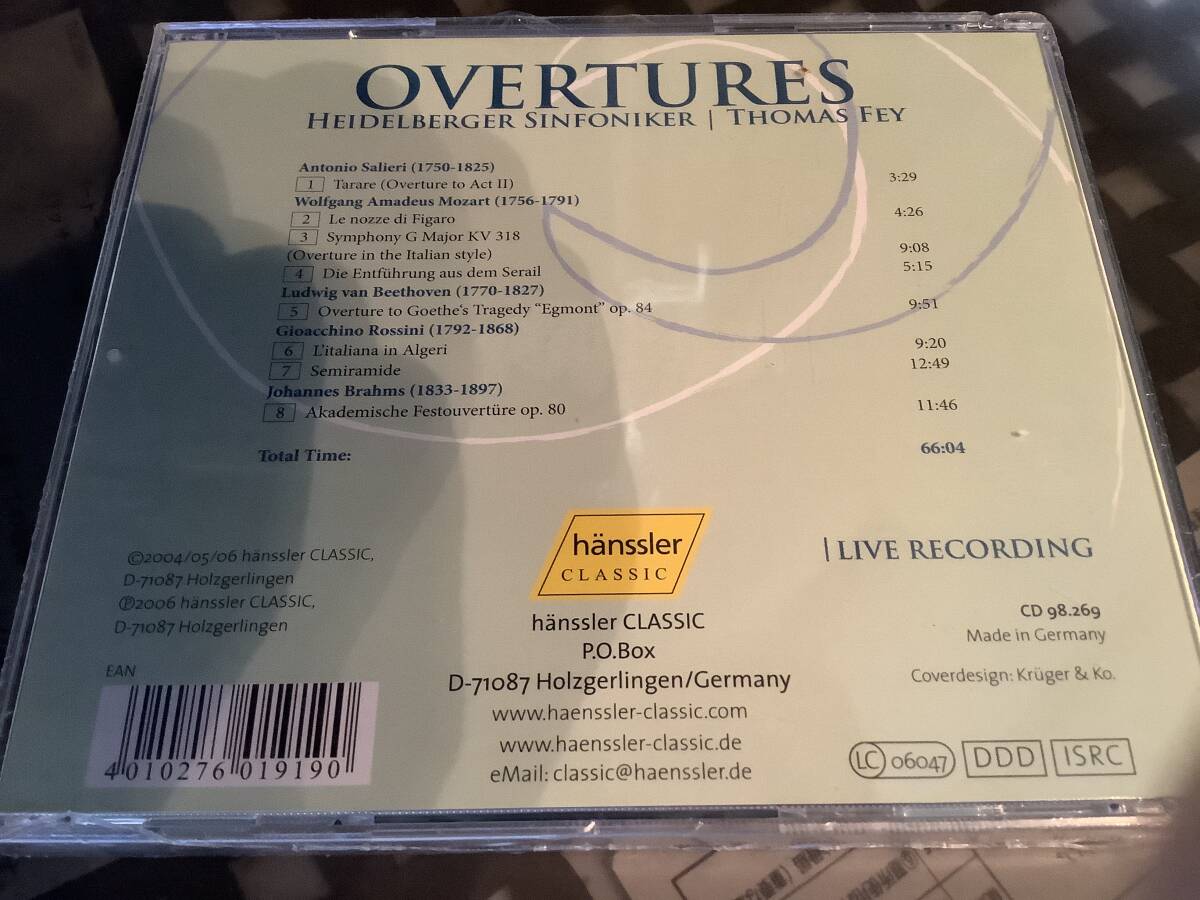 OVERTURES
HEIDELBERGER SINFONIKER | THOMAS FEY
Antonio Salieri (1750-1825)
1 Tarare (Overture to Act II) 3:29
Wolfgang Amadeus Mozart (1756-1791)
2 Le nozze di Figaro 4:26
3 Symphony G Major KV 318
(Overture in the Italian style) 9:08
4 Die Entführung aus dem Serail 5:15
Ludwig van Beethoven (1770-1827)
5 Overture to Goethe's Tragedy "Egmont" op. 84 9:51
Gioacchino Rossini (1792-1868)
6 L'italiana in Algeri 9:20
7 Semiramide 12:49
Johannes Brahms (1833-1897)
8 Akademische Festouvertüre op. 80 11:46
Total Time: 66:04
©2004/05/06 hänssler CLASSIC,
D-71087 Holzgerlingen
℗2006 hänssler CLASSIC,
D-71087 Holzgerlingen
EAN
4 010276 019190
hänssler
CLASSIC
hänssler CLASSIC
P.O.Box
D-71087 Holzgerlingen/Germany
www.haenssler-classic.com
www.haenssler-classic.de
eMail: classic@haenssler.de
| LIVE RECORDING
CD 98.269
Made in Germany
Coverdesign: Krüger & Ko.
LC 06047 DDD ISRC